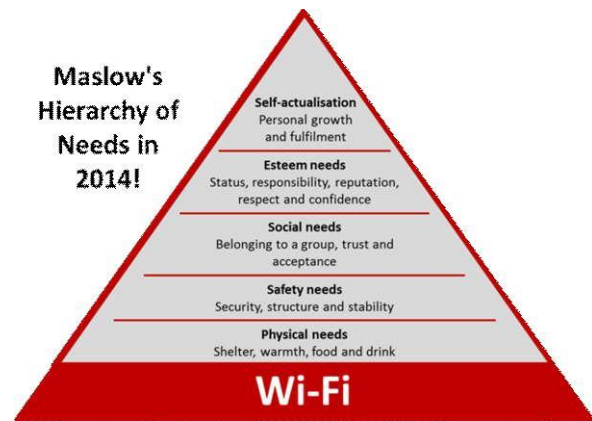 Maslow's
Hierarchy of
Needs in
2014!
Self-actualisation
Personal growth
and fulfilment
Esteem needs
Status, responsibility, reputation,
respect and confidence
Social needs
Belonging to a group, trust and
acceptance
Safety needs
Security, structure and stability
Physical needs
Shelter, warmth, food and drink
Wi-Fi